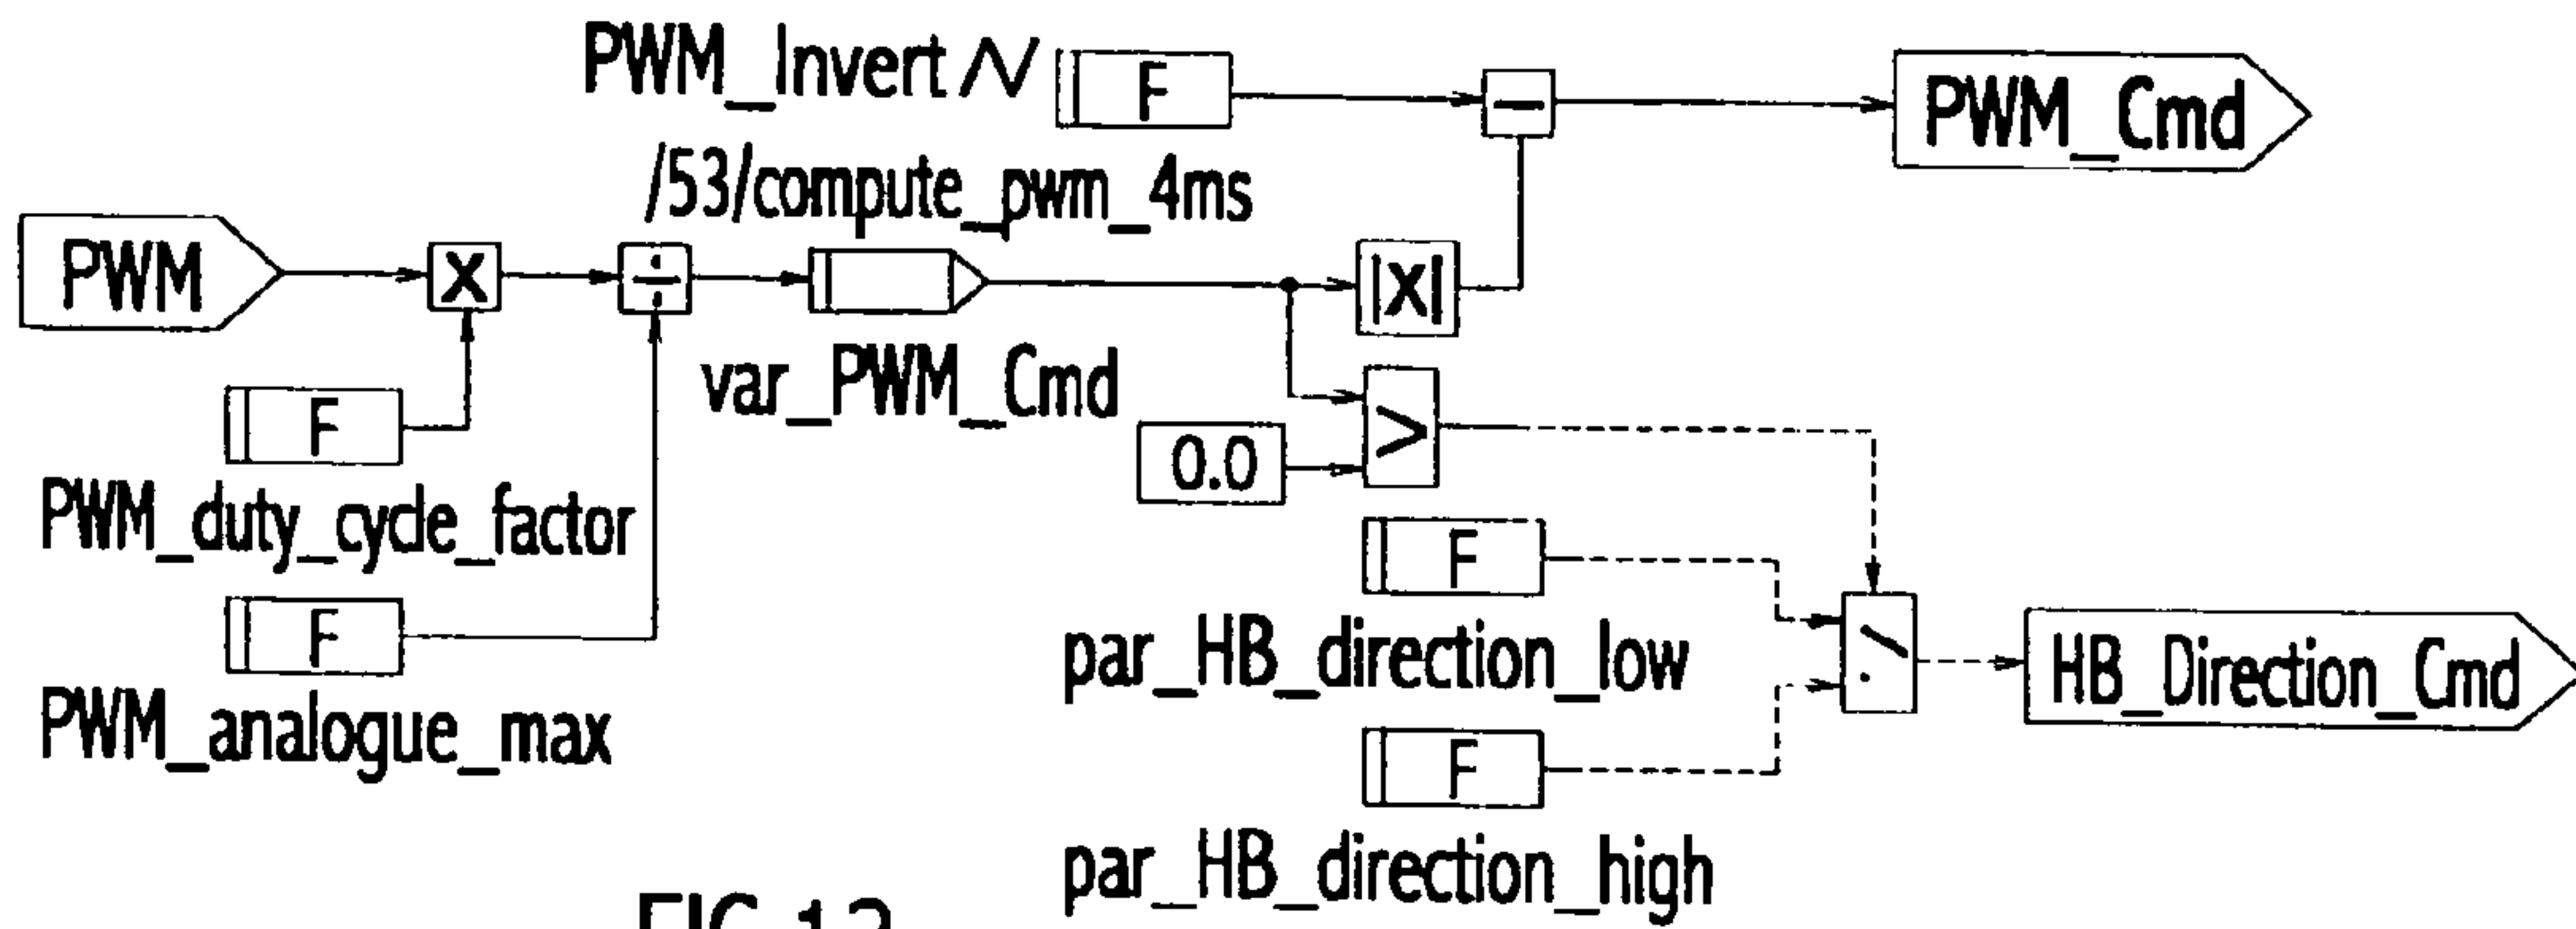 PWM_Invert
F
PWM_Cmd
/53/compute_pwm_4ms
PWM
X
÷
|X|
var_PWM_Cmd
F
>
0.0
PWM_duty_cycle_factor
F
F
par_HB_direction_low
HB_Direction_Cmd
PWM_analogue_max
F
par_HB_direction_high